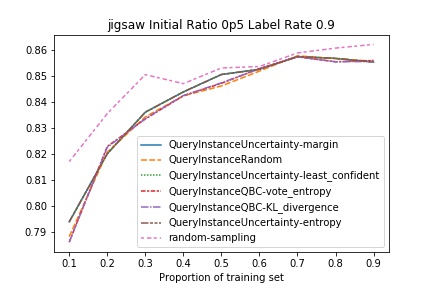 jigsaw Initial Ratio 0p5 Label Rate 0.9
0.86
0.85
0.84
0.83
0.82
0.81
0.80
0.79
QueryInstanceUncertainty-margin
QueryInstanceRandom
QueryInstanceUncertainty-least_confident
QueryInstanceQBC-vote_entropy
QueryInstanceQBC-KL_divergence
QueryInstanceUncertainty-entropy
random-sampling
0.1 0.2 0.3 0.4 0.5 0.6 0.7 0.8 0.9
Proportion of training set